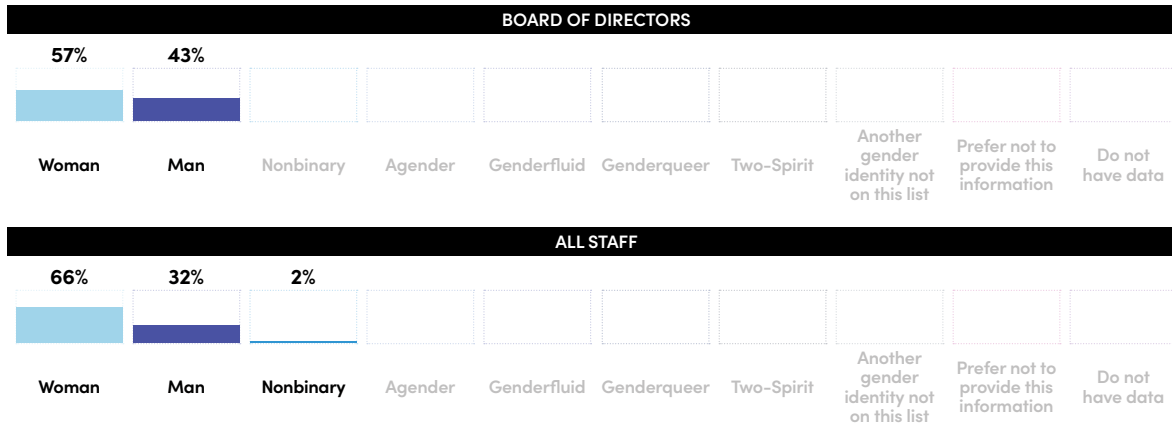 BOARD OF DIRECTORS
57% 43%
Woman Man Nonbinary Agender Genderfluid Genderqueer Two-Spirit Another gender identity not on this list Prefer not to provide this information Do not have data
ALL STAFF
66% 32% 2%
Woman Man Nonbinary Agender Genderfluid Genderqueer Two-Spirit Another gender identity not on this list Prefer not to provide this information Do not have data